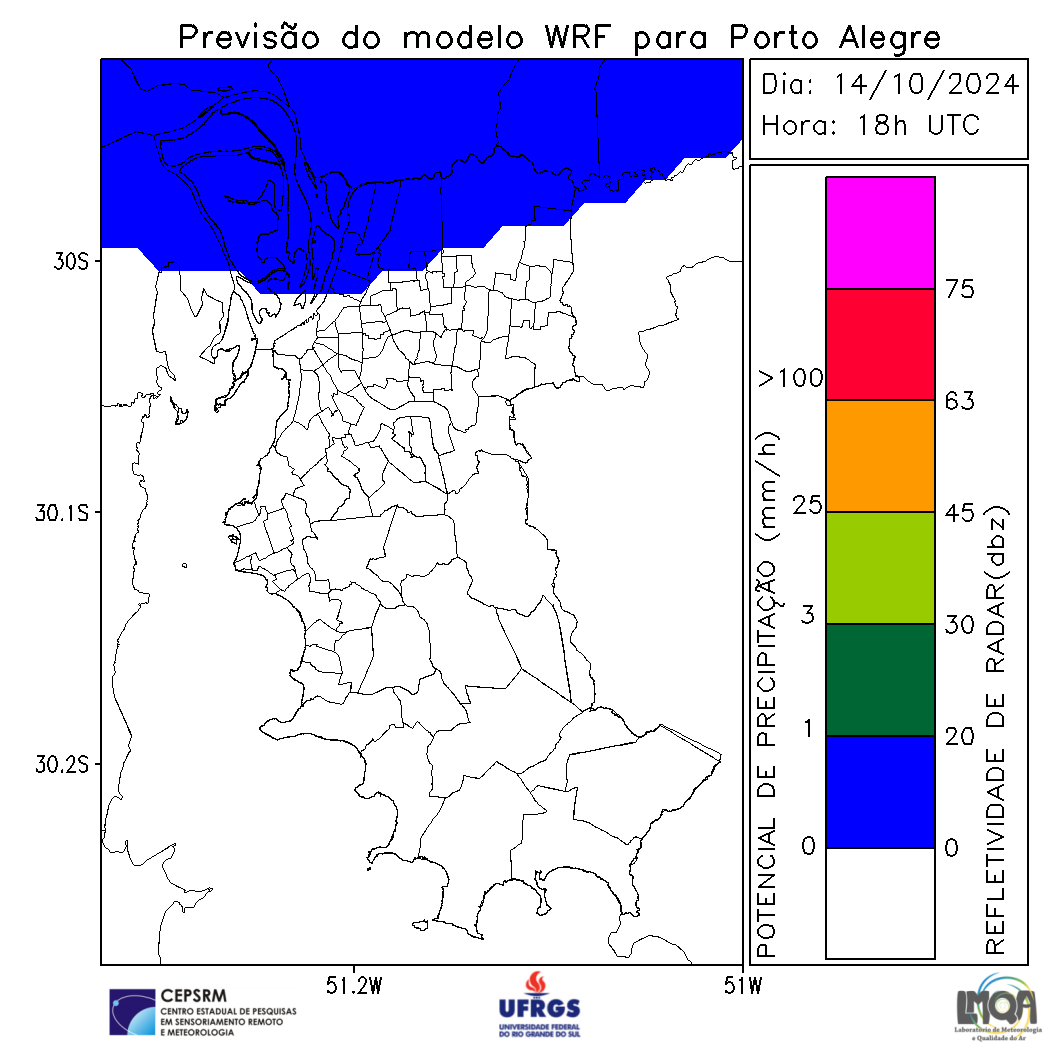 Previsão do modelo WRF para Porto Alegre
Dia: 14/10/2024
Hora: 18h UTC
30S
30.1S
30.2S
51.2W
51W
POTENCIAL DE PRECIPITAÇÃO (mm/h)
>100
25
3
1
0
75
63
45
30
20
0
REFLETIVIDADE DE RADAR(dbz)
CEPSRM
CENTRO ESTADUAL DE PESQUISAS
EM SENSORIAMENTO REMOTO
E METEOROLOGIA
UFRGS
UNIVERSIDADE FEDERAL
DO RIO GRANDE DO SUL
LMQA
Laboratório de Meteorologia
e Qualidade do Ar